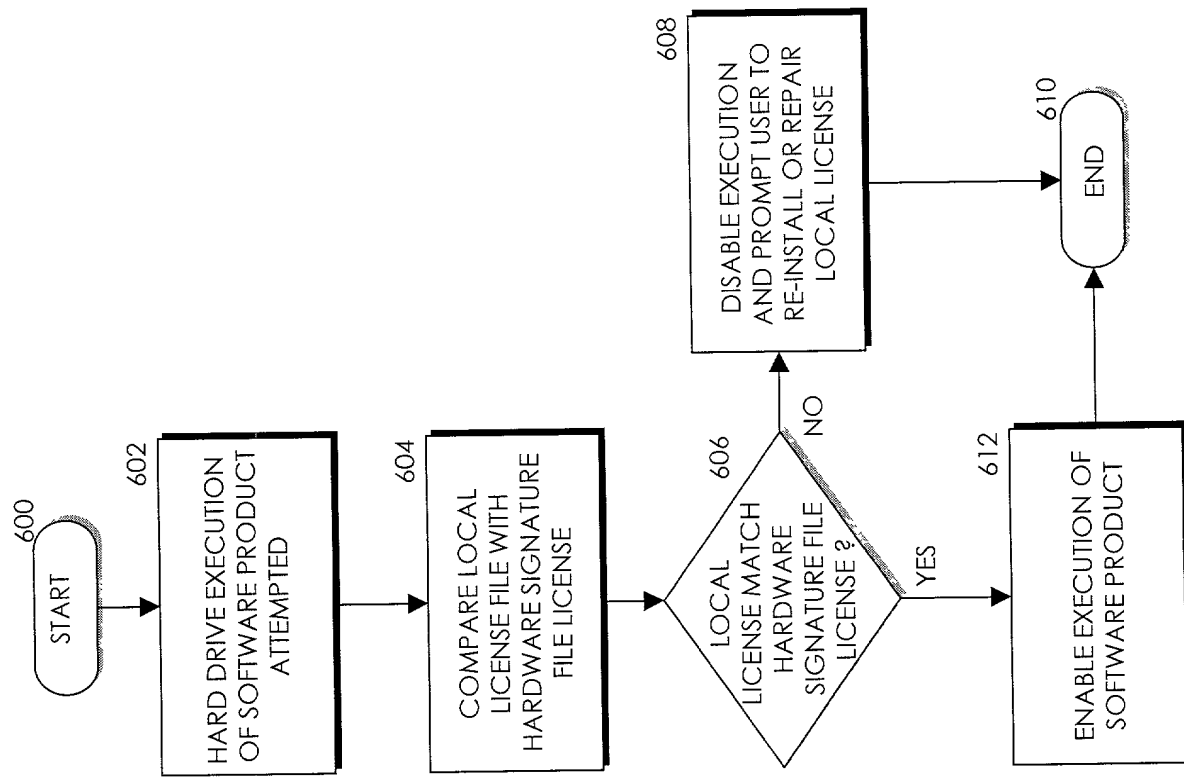 600
START
602
HARD DRIVE EXECUTION
OF SOFTWARE PRODUCT
ATTEMPTED
604
COMPARE LOCAL
LICENSE FILE WITH
HARDWARE SIGNATURE
FILE LICENSE
606
LOCAL
LICENSE MATCH
HARDWARE
SIGNATURE FILE
LICENSE ?
NO
608
DISABLE EXECUTION
AND PROMPT USER TO
RE-INSTALL OR REPAIR
LOCAL LICENSE
YES
612
ENABLE EXECUTION OF
SOFTWARE PRODUCT
610
END